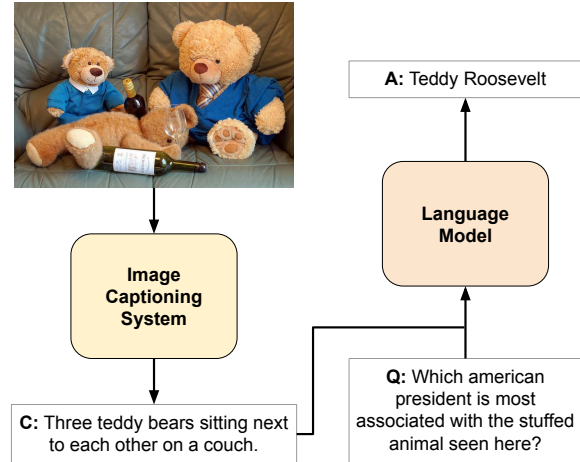 A: Teddy Roosevelt
Language
Model
Image
Captioning
System
C: Three teddy bears sitting next
to each other on a couch.
Q: Which american
president is most
associated with the stuffed
animal seen here?